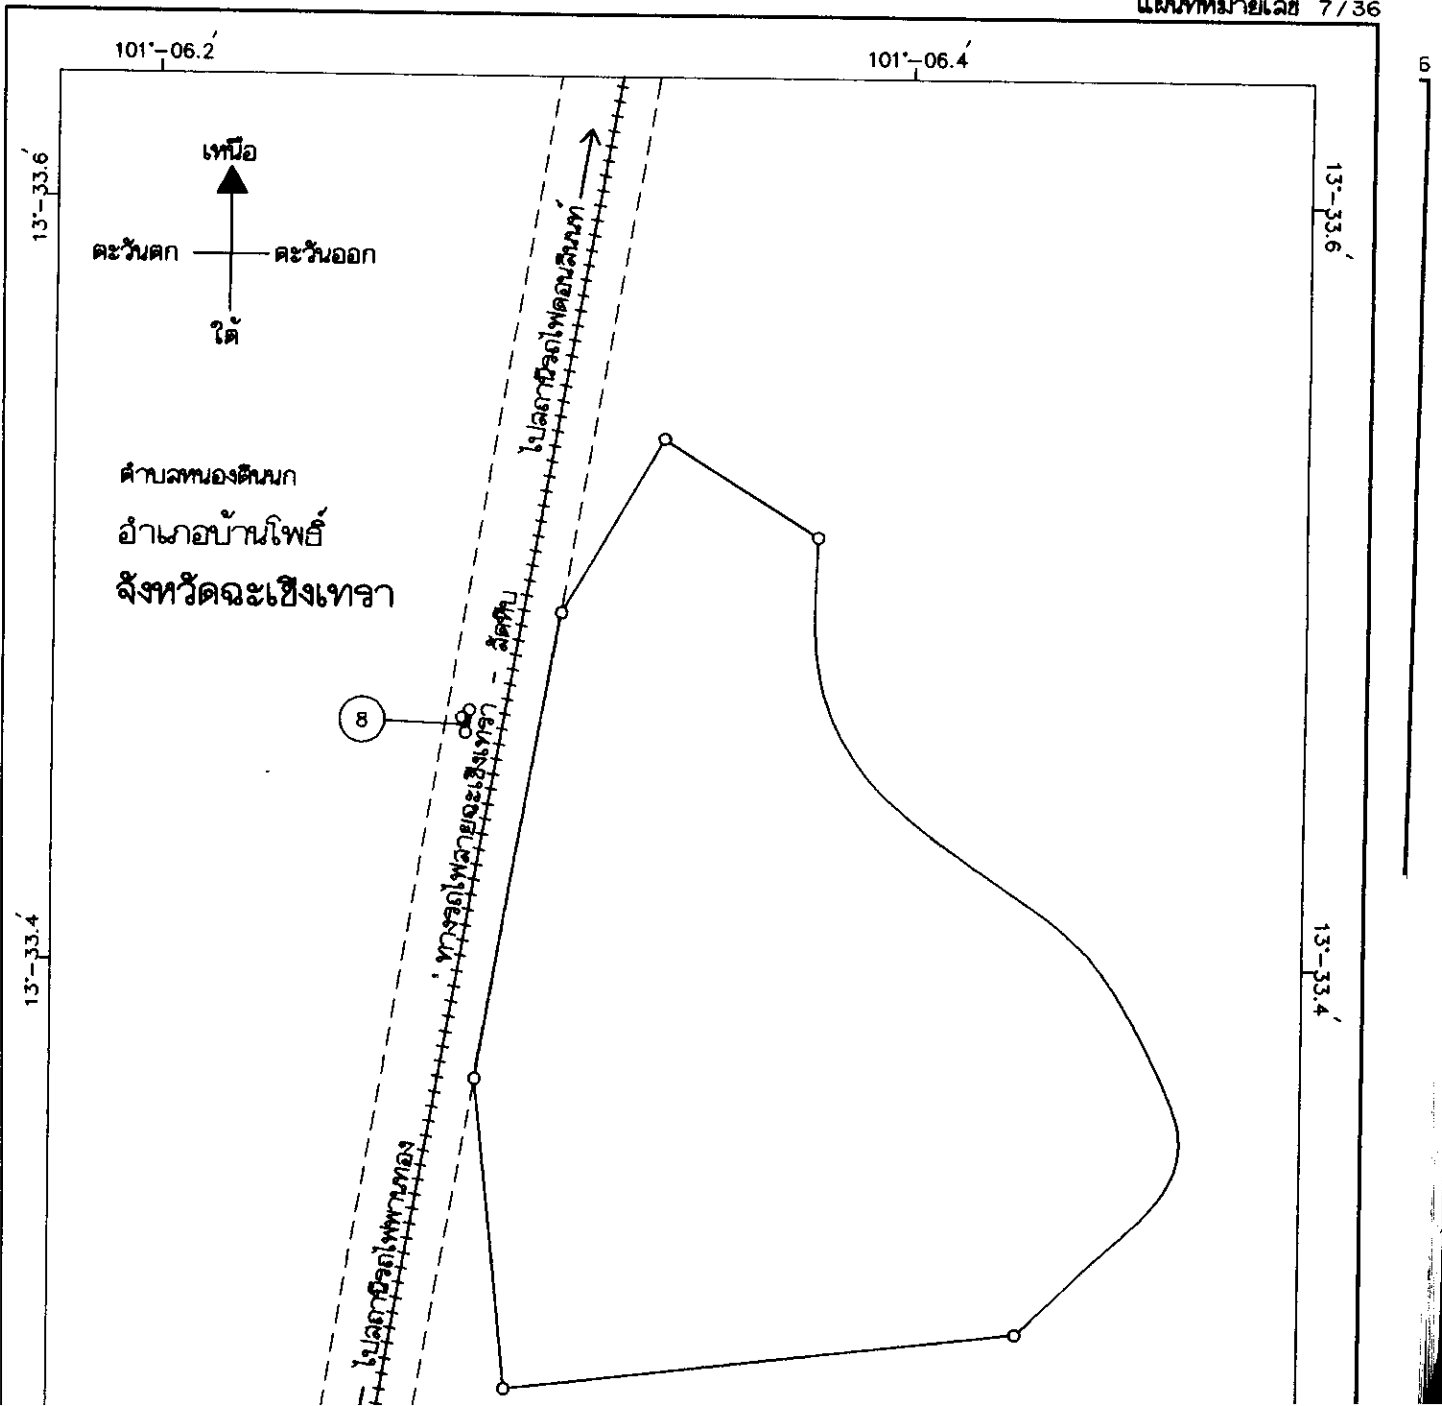 แผ่นที่หมายเลข 7/36
101°-06.2′
101°-06.4′
6
13°-33.6′
13°-33.6′
เหนือ
ตะวันตก
ตะวันออก
ใต้
ไปสถานีรถไฟดอนสีนนท์
ตำบลหนองตีนนก
อำเภอบ้านโพธิ์
จังหวัดฉะเชิงเทรา
8
ทางรถไฟสายฉะเชิงเทรา - สัตหีบ
13°-33.4′
13°-33.4′
ไปสถานีรถไฟพานทอง